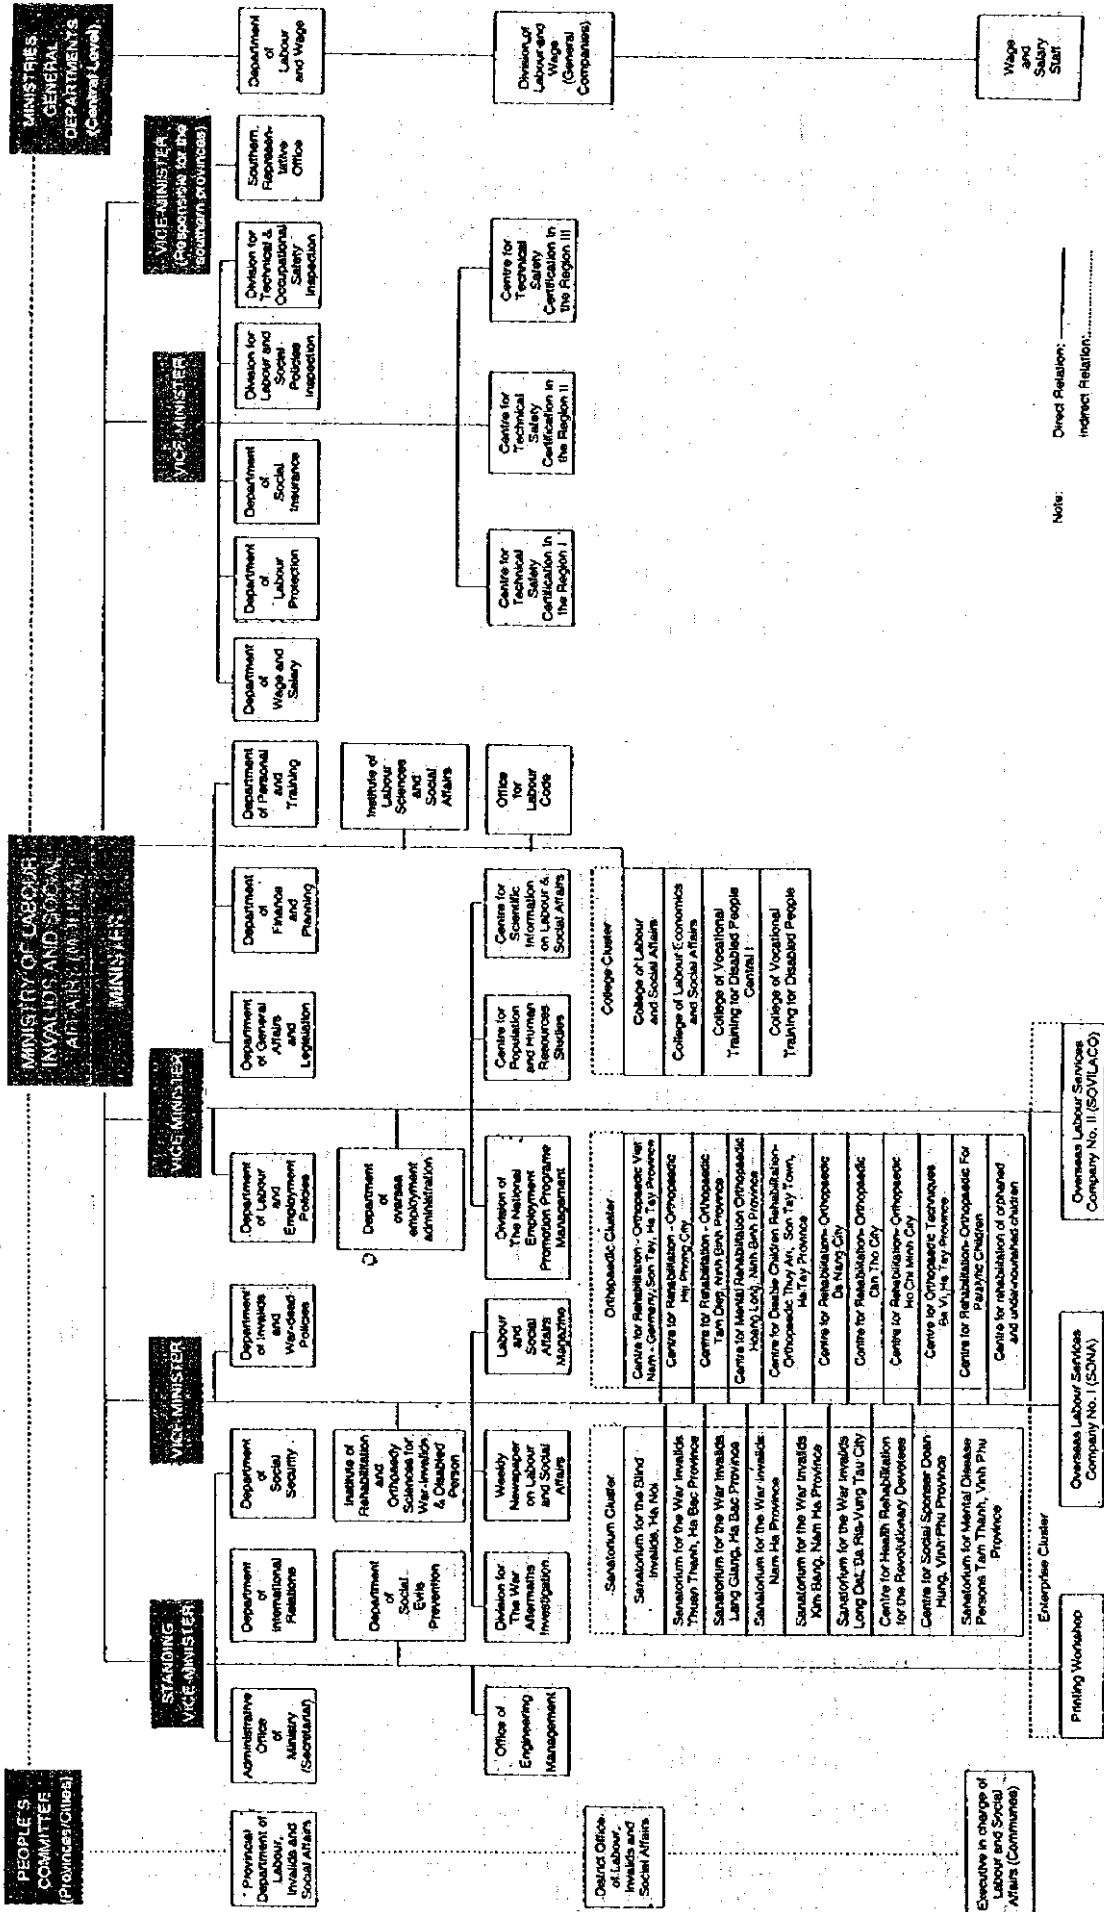 PEOPLE'S
COMMITTEE
(Provinces/Cities)
MINISTRY OF LABOUR
INVALIDS AND SOCIAL
MINISTER
MINISTRIES
GENERAL
DEPARTMENTS
(Central Level)
STANDING
VICE-MINISTER
VICE-MINISTER
VICE-MINISTER
VICE-MINISTER
VICE-MINISTER
(Responsible for the
Southern provinces)
* Provincial
Department of
Labour,
Invalids and
Social Affairs
Administrative
Office
of
Ministry
(Secretariat)
Department
of
International
Relations
Department
of
Social
Security
Department
of Invalids
and
War-dead
Policies
Department
of Labour
and
Employment
Policies
Department
of General
Affairs
and
Legislation
Department
of
Finance
and
Planning
Department
of Personal
and
Training
Department
of
Wage and
Salary
Department
of
Labour
Protection
Department
of
Social
Insurance
Division for
Labour and
Social
Policies
Inspection
Division for
Technical &
Occupational
Safety
Inspection
Southern
Represen-
tative
Office
Department
of
Labour
and Wage
Department
of
Social
Evils
Prevention
Institute of
Rehabilitation
and
Orthopaedy
Sciences for
War-Invalids
& Disabled
Person
Department
of
oversea
employment
administration
Institute of
Labour
Sciences
and
Social
Affairs
District Office
of Labour,
Invalids and
Social Affairs
Office of
Engineering
Management
Division for
The War
Aftermaths
Investigation
Weekly
Newspaper
on Labour
and Social
Affairs
Labour
and
Social
Affairs
Magazine
Division of
The National
Employment
Promotion Programe
Management
Centre for
Population
and Human
Resources
Studies
Centre for
Scientific
Information
on Labour &
Social Affairs
Office
for
Labour
Code
Centre for
Technical
Safety
Certification in
the Region I
Centre for
Technical
Safety
Certification in
the Region II
Centre for
Technical
Safety
Certification in
the Region III
Division of
Labour and
Wage
(General
Companies)
Sanatorium Cluster
Sanatorium for the Blind
Invalids, Ha Noi
Sanatorium for the War Invalids
Thuan Thanh, Ha Bac Province
Sanatorium for the War Invalids
Lang Giang, Ha Bac Province
Sanatorium for the War Invalids
Nam Ha Province
Sanatorium for the War Invalids
Kim Bang, Nam Ha Province
Sanatorium for the War Invalids
Long Dat, Ba Ria-Vung Tau City
Centre for Health Rehabilitation
for the Revolutionary Devotees
Centre for Social Sponser Doan
Hung, Vinh Phu Province
Sanatorium for Mental Disease
Persons Tam Thanh, Vinh Phu
Province
Orthopaedic Cluster
Centre for Rehabilitation - Orthopaedic Viet
Nam - Germany, Son Tay, Ha Tay Province
Centre for Rehabilitation - Orthopaedic
Hai Phong City
Centre for Rehabilitation - Orthopaedic
Tam Diep, Ninh Binh Province
Centre for Mental Rehabilitation Orthopaedic
Hoang Long, Ninh Binh Province
Centre for Disable Children Rehabilitation-
Orthopaedic Thuy An, Son Tay Town,
Ha Tay Province
Centre for Rehabilitation-Orthopaedic
Da Nang City
Centre for Rehabilitation- Orthopaedic
Can Tho City
Centre for Rehabilitation-Orthopaedic
Ho Chi Minh City
Centre for Orthopaedic Techniques
Ba Vi, Ha Tay Province
Centre for Rehabilitation- Orthopaedic For
Paralytic Children
Centre for rehabilitation of orphaned
and under-nourished children
College Cluster
College of Labour
and Social Affairs
College of Labour Economics
and Social Affairs
College of Vocational
Training for Disabled People
Central I
College of Vocational
Training for Disabled People
Executive in charge of
Labour and Social
Affairs (Communes)
Enterprise Cluster
Printing Workshop
Overseas Labour Services
Company No. I (SONA)
Overseas Labour Services
Company No. II (SOVILACO)
Wage
and
Salary
Staff
Note:
Direct Relation:
Indirect Relation: